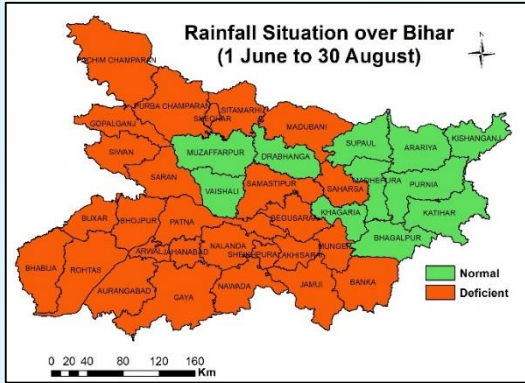 Rainfall Situation over Bihar
(1 June to 30 August)
N
PCHIM CHAMPARAN
PURBA CHAMPARAN
SITAMARHI
SHEOHAR
GOPALGANJ
MADUBANI
SIWAN
MUZAFFARPUR
DRABHANGA
SUPAUL
ARARIYA
KISHANGANJ
SARAN
VAISHALI
SAMASTIPUR
SAHARSA
MADHEPURA
PURNIA
KHAGARIA
KATIHAR
BUXAR
BHOJPUR
PATNA
BEGUSARAI
BHAGALPUR
MUNGER
BHABUA
ROHTAS
ARWAL
JAHANABAD
NALANDA
SHEIKHPURA
LAKHISARAI
AURANGABAD
GAYA
NAWADA
JAMUI
BANKA
Normal
Deficient
0 20 40 80 120 160
Km